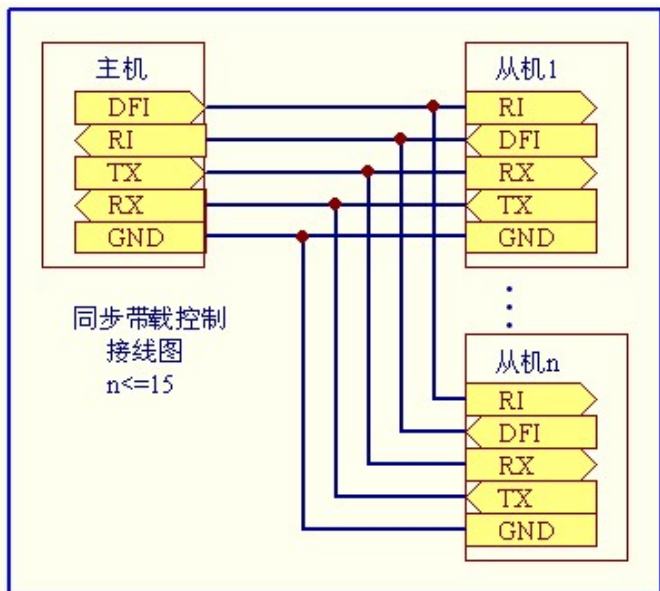 主机
DFI
RI
TX
RX
GND
从机1
RI
DFI
RX
TX
GND
同步带载控制
接线图
n<=15
从机n
RI
DFI
RX
TX
GND